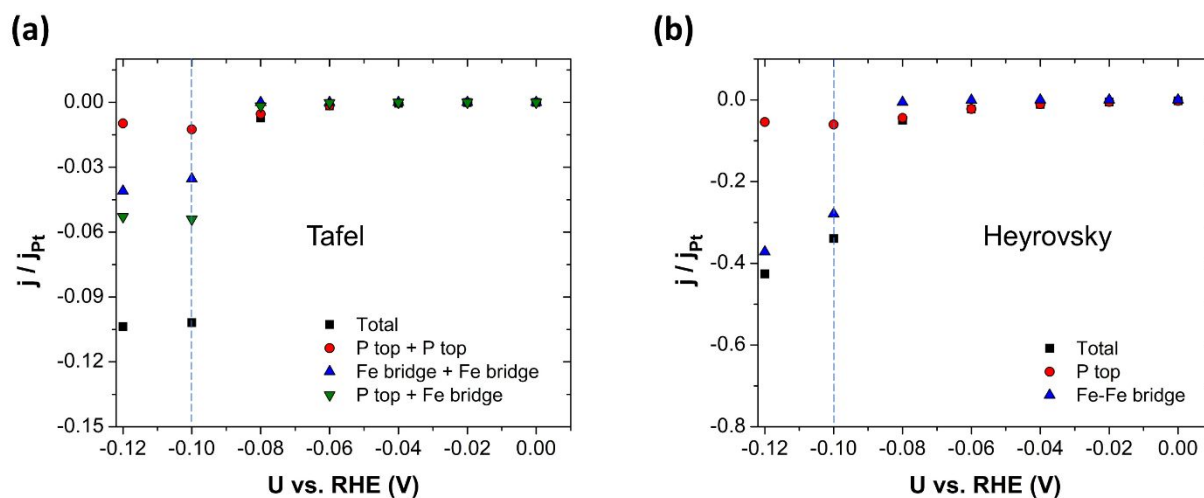 (a)
0.00
-0.03
-0.06
-0.09
-0.12
-0.15
j / jPt
Tafel
Total
P top + P top
Fe bridge + Fe bridge
P top + Fe bridge
-0.12 -0.10 -0.08 -0.06 -0.04 -0.02 0.00
U vs. RHE (V)
(b)
0.0
-0.2
-0.4
-0.6
-0.8
j / jPt
Heyrovsky
Total
P top
Fe-Fe bridge
-0.12 -0.10 -0.08 -0.06 -0.04 -0.02 0.00
U vs. RHE (V)